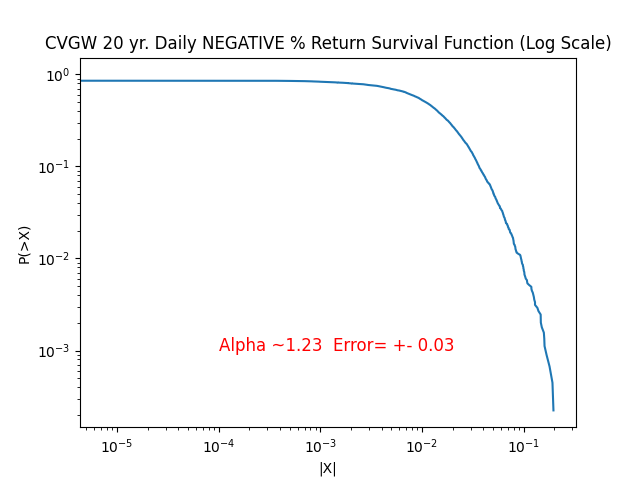 CVGW 20 yr. Daily NEGATIVE % Return Survival Function (Log Scale)
10⁰
10⁻¹
10⁻²
10⁻³
P(>X)
Alpha ~1.23  Error= +- 0.03
10⁻⁵ 10⁻⁴ 10⁻³ 10⁻² 10⁻¹
|X|